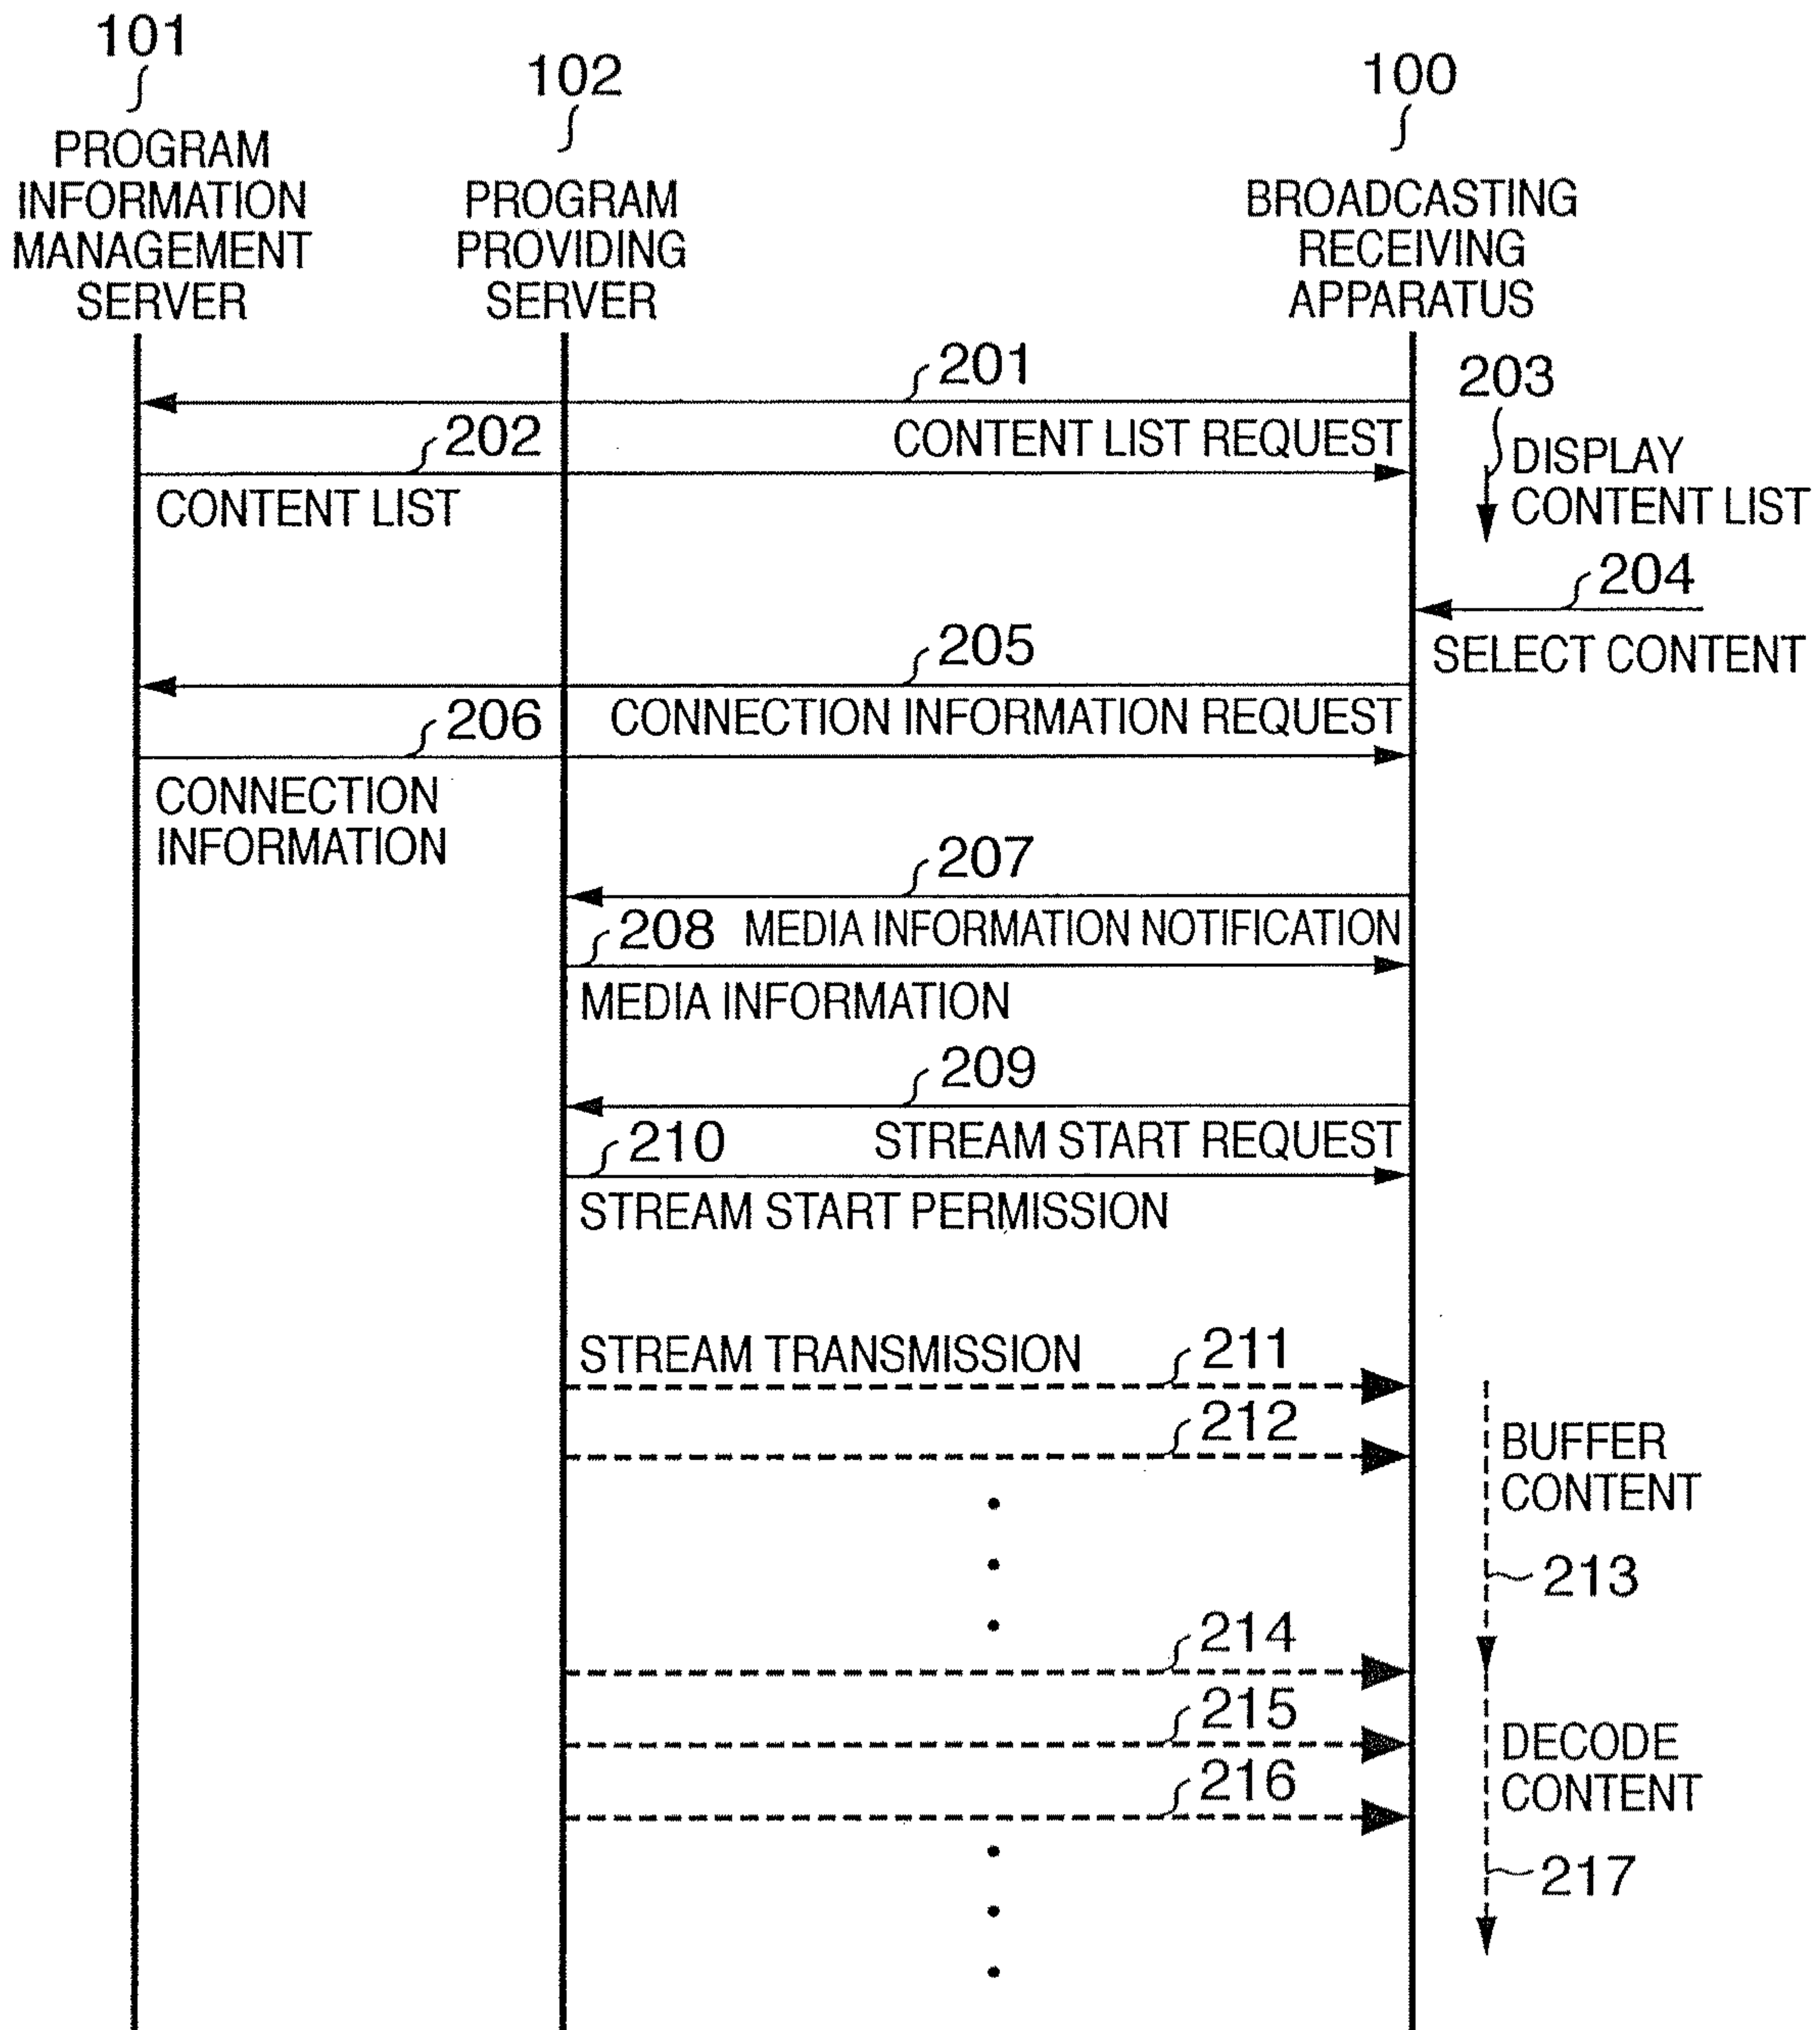 101
PROGRAM
INFORMATION
MANAGEMENT
SERVER
102
PROGRAM
PROVIDING
SERVER
100
BROADCASTING
RECEIVING
APPARATUS
201
CONTENT LIST REQUEST
202
CONTENT LIST
203
DISPLAY
CONTENT LIST
204
SELECT CONTENT
205
CONNECTION INFORMATION REQUEST
206
CONNECTION
INFORMATION
207
MEDIA INFORMATION NOTIFICATION
208
MEDIA INFORMATION
209
STREAM START REQUEST
210
STREAM START PERMISSION
STREAM TRANSMISSION
211
212
BUFFER
CONTENT
213
214
215
216
DECODE
CONTENT
217